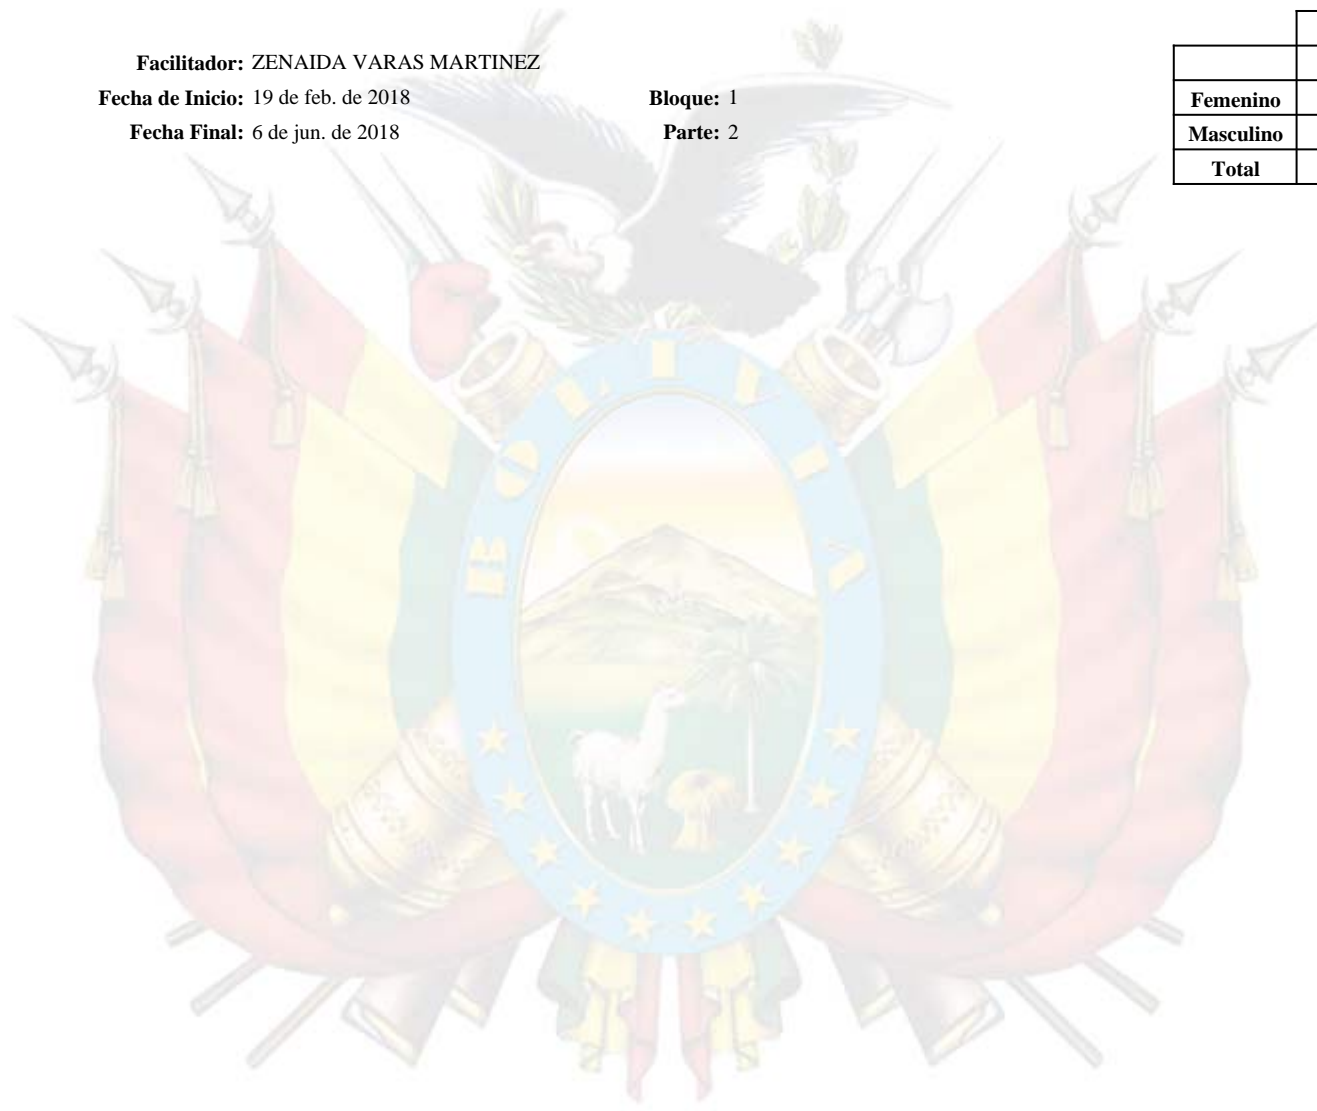 Facilitador: ZENAIDA VARAS MARTINEZ
Fecha de Inicio: 19 de feb. de 2018 Bloque: 1
Fecha Final: 6 de jun. de 2018 Parte: 2
Femenino
Masculino
Total
BOLIVIA